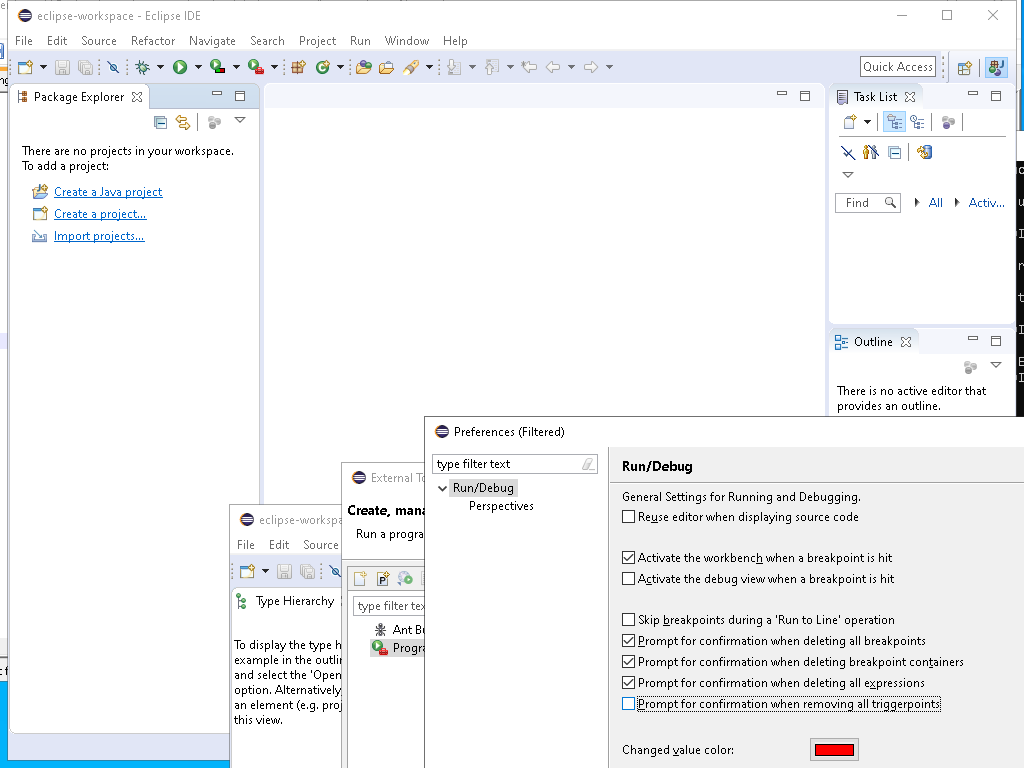 eclipse-workspace - Eclipse IDE
File Edit Source Refactor Navigate Search Project Run Window Help
Quick Access
Package Explorer
There are no projects in your workspace.
To add a project:
Create a Java project
Create a project...
Import projects...
Task List
Find
All
Activ...
Outline
There is no active editor that
provides an outline.
eclipse-workspa
File Edit Source
Type Hierarchy
To display the type h
example in the outlin
and select the 'Open
option. Alternatively
an element (e.g. proj
this view.
External To
Create, mana
Run a progra
type filter tex
Ant Bu
Progra
Preferences (Filtered)
type filter text
Run/Debug
Perspectives
Run/Debug
General Settings for Running and Debugging.
Reuse editor when displaying source code
Activate the workbench when a breakpoint is hit
Activate the debug view when a breakpoint is hit
Skip breakpoints during a 'Run to Line' operation
Prompt for confirmation when deleting all breakpoints
Prompt for confirmation when deleting breakpoint containers
Prompt for confirmation when deleting all expressions
Prompt for confirmation when removing all triggerpoints
Changed value color: